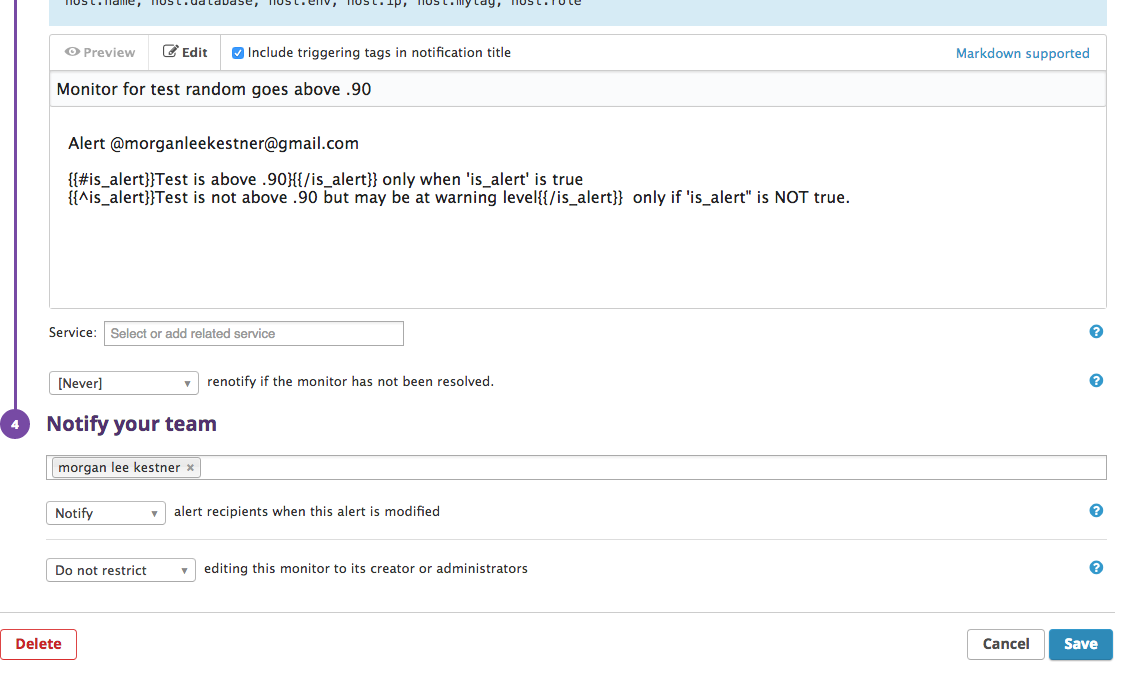 host.name, host.database, host.env, host.ip, host.mytag, host.role
Preview Edit Include triggering tags in notification title Markdown supported
Monitor for test random goes above .90
Alert @morganleekestner@gmail.com
{{#is_alert}}Test is above .90}{{/is_alert}} only when 'is_alert' is true
{{^is_alert}}Test is not above .90 but may be at warning level{{/is_alert}}  only if 'is_alert" is NOT true.
Service: Select or add related service ?
[Never] renotify if the monitor has not been resolved. ?
4 Notify your team
morgan lee kestner ×
Notify alert recipients when this alert is modified ?
Do not restrict editing this monitor to its creator or administrators ?
Delete Cancel Save